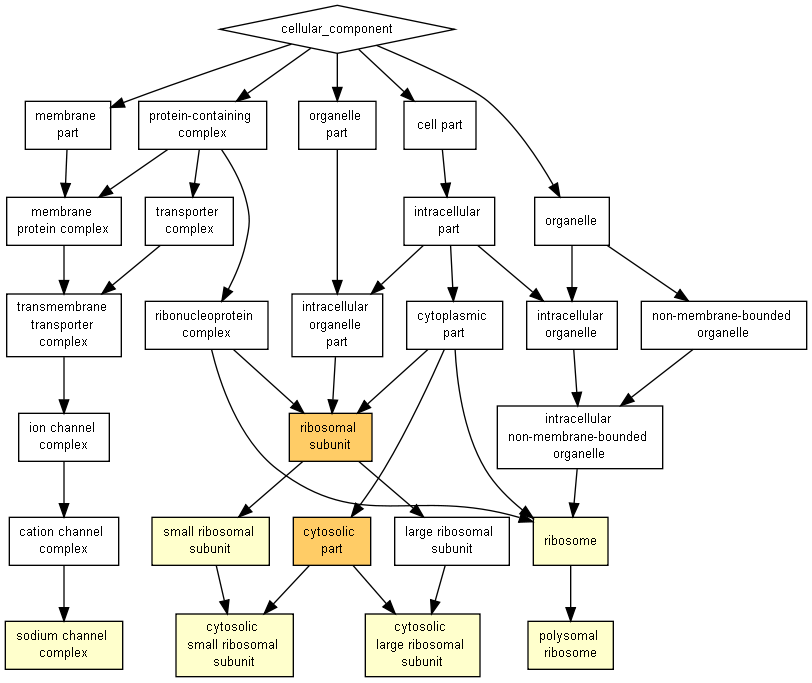 cellular_component
membrane
part
protein-containing
complex
organelle
part
cell part
membrane
protein complex
transporter
complex
intracellular
part
organelle
transmembrane
transporter
complex
ribonucleoprotein
complex
intracellular
organelle
part
cytoplasmic
part
intracellular
organelle
non-membrane-bounded
organelle
ion channel
complex
ribosomal
subunit
intracellular
non-membrane-bounded
organelle
cation channel
complex
small ribosomal
subunit
cytosolic
part
large ribosomal
subunit
ribosome
sodium channel
complex
cytosolic
small ribosomal
subunit
cytosolic
large ribosomal
subunit
polysomal
ribosome